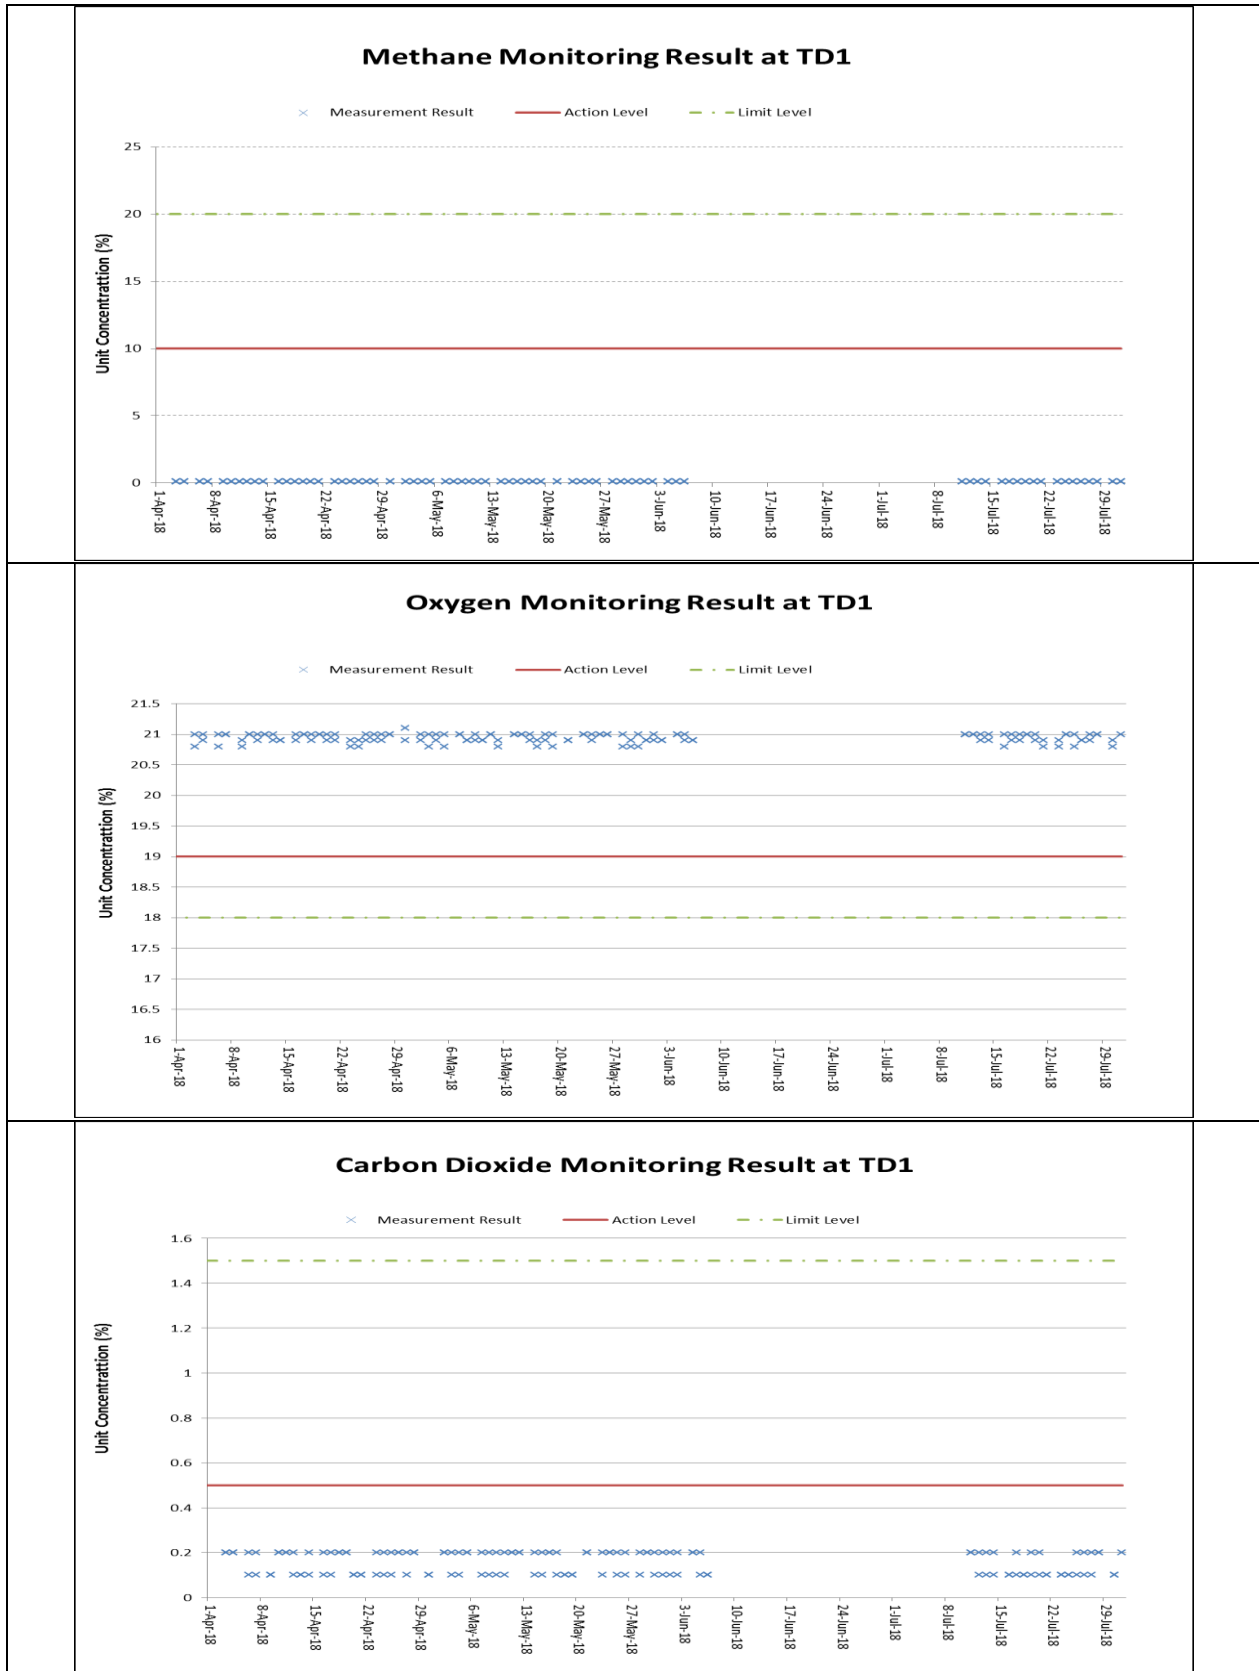 Methane Monitoring Result at TD1
Measurement Result Action Level Limit Level
Unit Concentrattion (%)
25
20
15
10
5
0
1-Apr-18 8-Apr-18 15-Apr-18 22-Apr-18 29-Apr-18 6-May-18 13-May-18 20-May-18 27-May-18 3-Jun-18 10-Jun-18 17-Jun-18 24-Jun-18 1-Jul-18 8-Jul-18 15-Jul-18 22-Jul-18 29-Jul-18
Oxygen Monitoring Result at TD1
Measurement Result Action Level Limit Level
Unit Concentrattion (%)
21.5
21
20.5
20
19.5
19
18.5
18
17.5
17
16.5
16
1-Apr-18 8-Apr-18 15-Apr-18 22-Apr-18 29-Apr-18 6-May-18 13-May-18 20-May-18 27-May-18 3-Jun-18 10-Jun-18 17-Jun-18 24-Jun-18 1-Jul-18 8-Jul-18 15-Jul-18 22-Jul-18 29-Jul-18
Carbon Dioxide Monitoring Result at TD1
Measurement Result Action Level Limit Level
Unit Concentrattion (%)
1.6
1.4
1.2
1
0.8
0.6
0.4
0.2
0
1-Apr-18 8-Apr-18 15-Apr-18 22-Apr-18 29-Apr-18 6-May-18 13-May-18 20-May-18 27-May-18 3-Jun-18 10-Jun-18 17-Jun-18 24-Jun-18 1-Jul-18 8-Jul-18 15-Jul-18 22-Jul-18 29-Jul-18